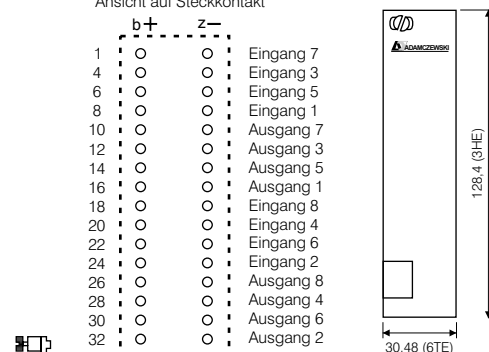 Ansicht auf Steckkontakt
b+ z−
1 Eingang 7
4 Eingang 3
6 Eingang 5
8 Eingang 1
10 Ausgang 7
12 Ausgang 3
14 Ausgang 5
16 Ausgang 1
18 Eingang 8
20 Eingang 4
22 Eingang 6
24 Eingang 2
26 Ausgang 8
28 Ausgang 4
30 Ausgang 6
32 Ausgang 2
ADAMCZEWSKI
128,4 (3HE)
30,48 (6TE)